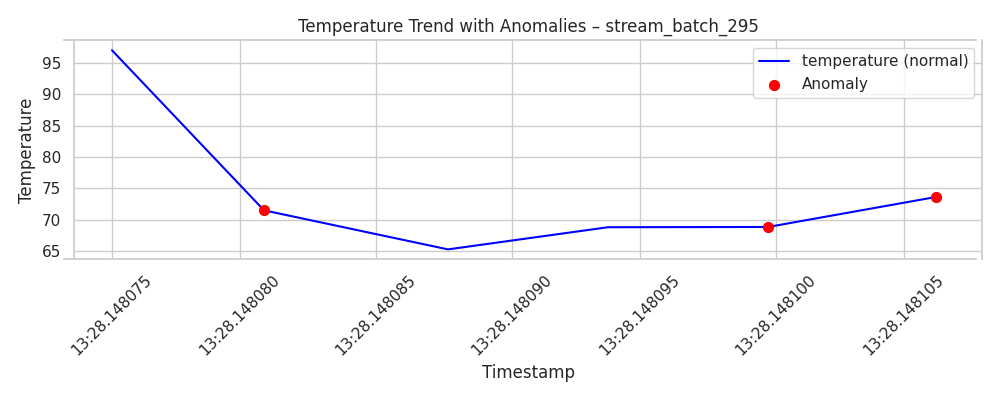 Temperature Trend with Anomalies – stream_batch_295
temperature (normal)
Anomaly
Temperature
95
90
85
80
75
70
65
13:28.148075
13:28.148080
13:28.148085
13:28.148090
13:28.148095
13:28.148100
13:28.148105
Timestamp